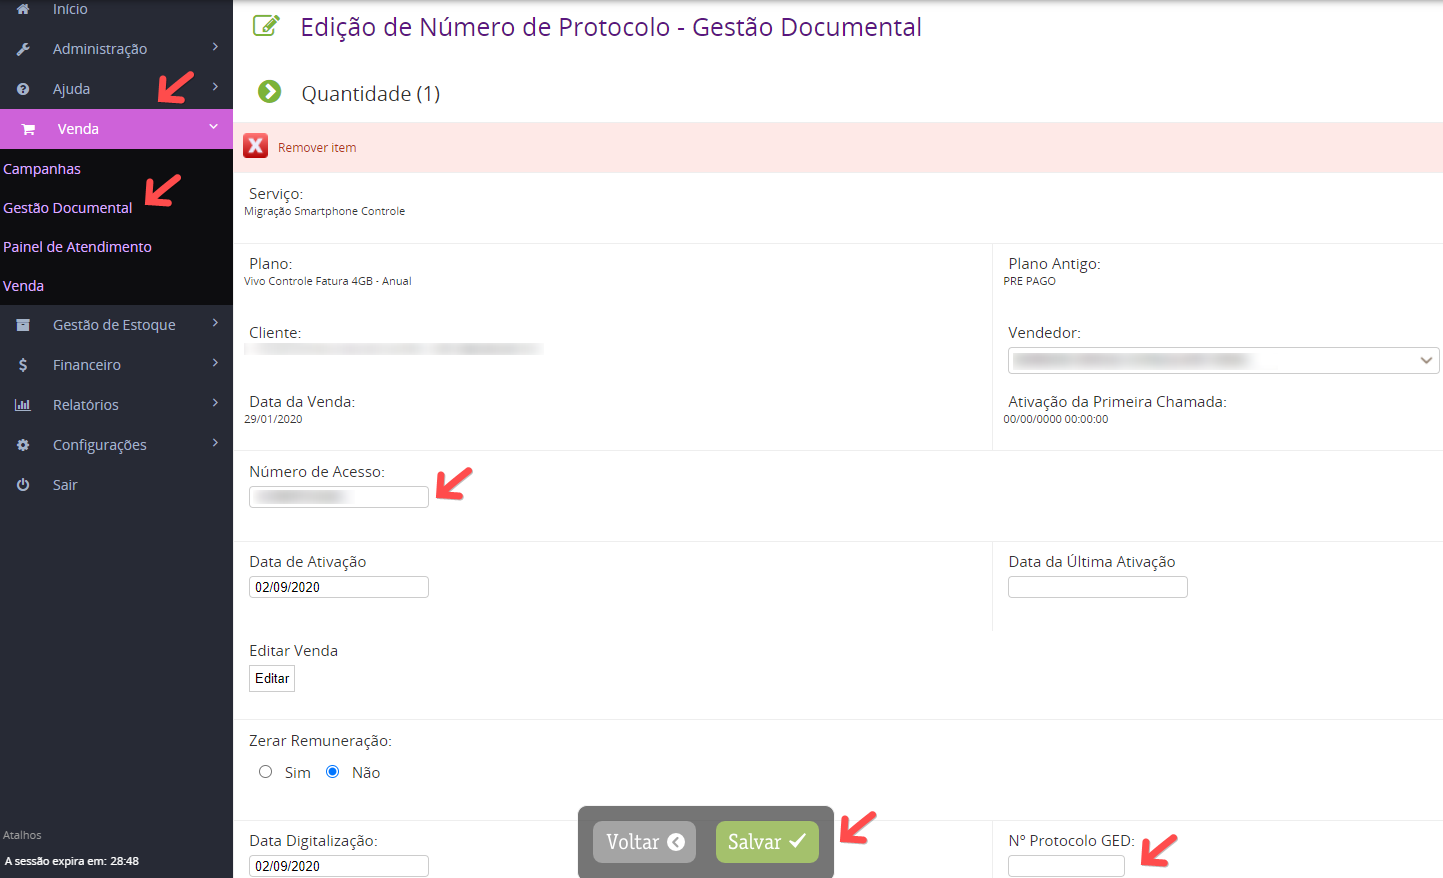 Início
Administração
Ajuda
Venda
Campanhas
Gestão Documental
Painel de Atendimento
Venda
Gestão de Estoque
Financeiro
Relatórios
Configurações
Sair
Atalhos
A sessão expira em: 28:48
Edição de Número de Protocolo - Gestão Documental
Quantidade (1)
Remover item
Serviço:
Migração Smartphone Controle
Plano:
Vivo Controle Fatura 4GB - Anual
Plano Antigo:
PRE PAGO
Cliente:
Vendedor:
Data da Venda:
29/01/2020
Ativação da Primeira Chamada:
00/00/0000 00:00:00
Número de Acesso:
Data de Ativação
02/09/2020
Data da Última Ativação
Editar Venda
Editar
Zerar Remuneração:
Sim Não
Data Digitalização:
02/09/2020
Voltar
Salvar
Nº Protocolo GED: